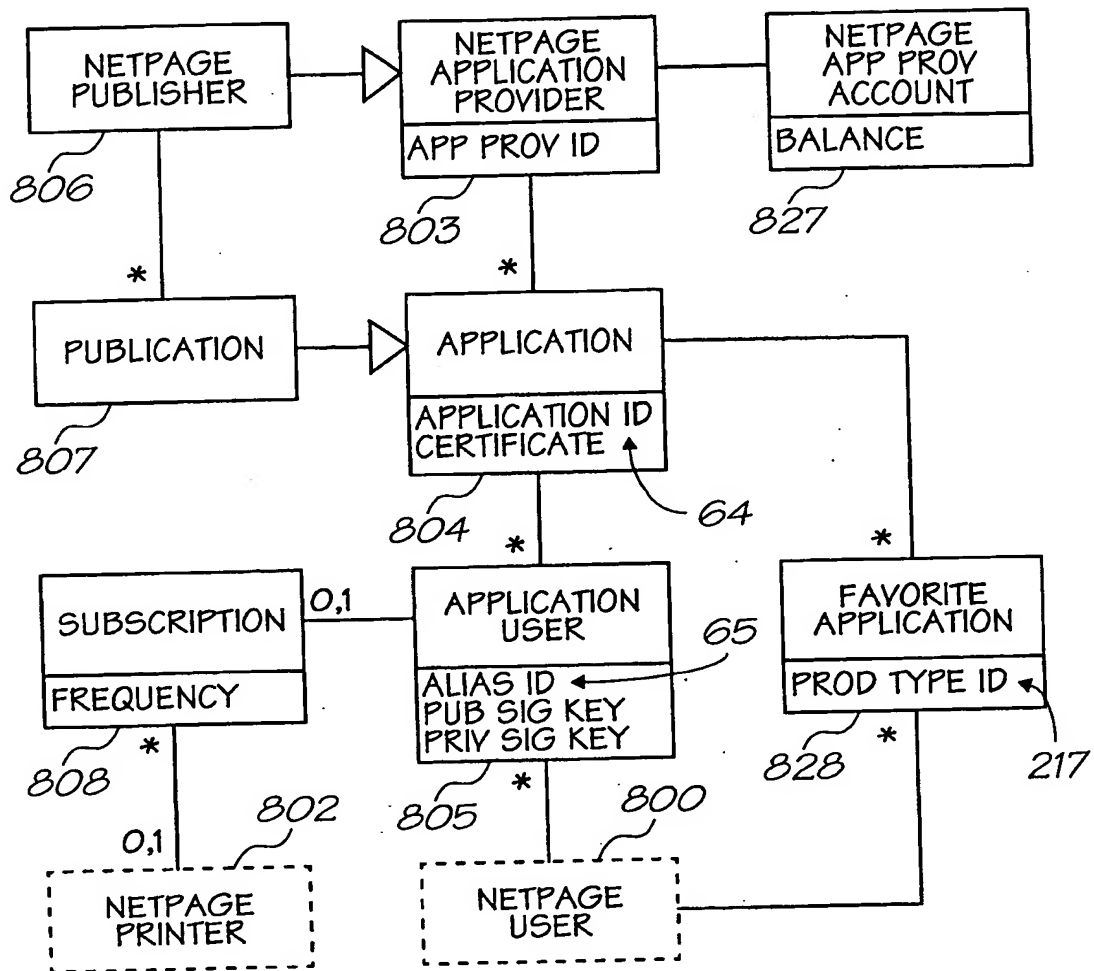 NETPAGE
PUBLISHER
806
NETPAGE
APPLICATION
PROVIDER
APP PROV ID
803
NETPAGE
APP PROV
ACCOUNT
BALANCE
827
*
*
PUBLICATION
807
APPLICATION
APPLICATION ID
CERTIFICATE
804
64
*
*
SUBSCRIPTION
FREQUENCY
808
0,1
APPLICATION
USER
ALIAS ID
PUB SIG KEY
PRIV SIG KEY
805
65
FAVORITE
APPLICATION
PROD TYPE ID
828
217
*
*
*
0,1
802
800
NETPAGE
PRINTER
NETPAGE
USER